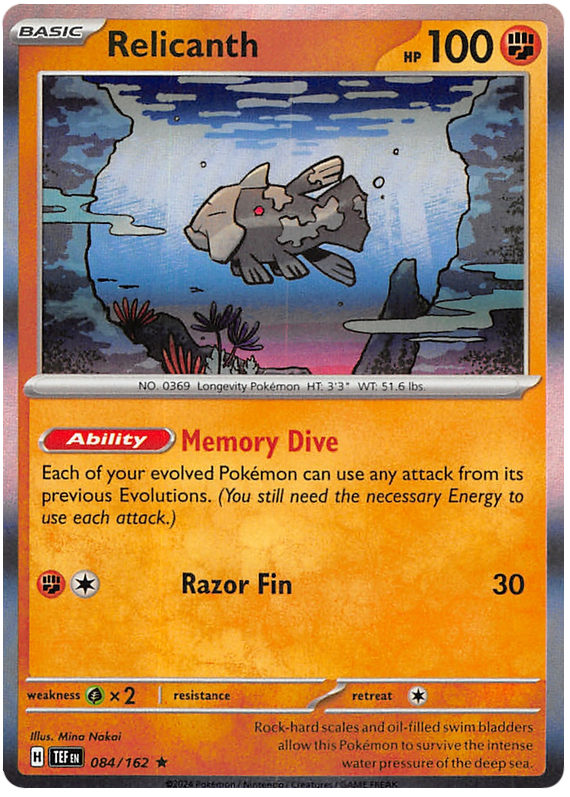 BASIC
Relicanth HP 100
NO. 0369 Longevity Pokémon HT: 3'3" WT: 51.6 lbs.
Ability Memory Dive
Each of your evolved Pokémon can use any attack from its
previous Evolutions. (You still need the necessary Energy to
use each attack.)
Razor Fin 30
weakness ×2 resistance retreat
Illus. Mina Nakai
Rock-hard scales and oil-filled swim bladders
allow this Pokémon to survive the intense
water pressure of the deep sea.
H TEF EN 084/162 ★
©2024 Pokémon / Nintendo / Creatures / GAME FREAK